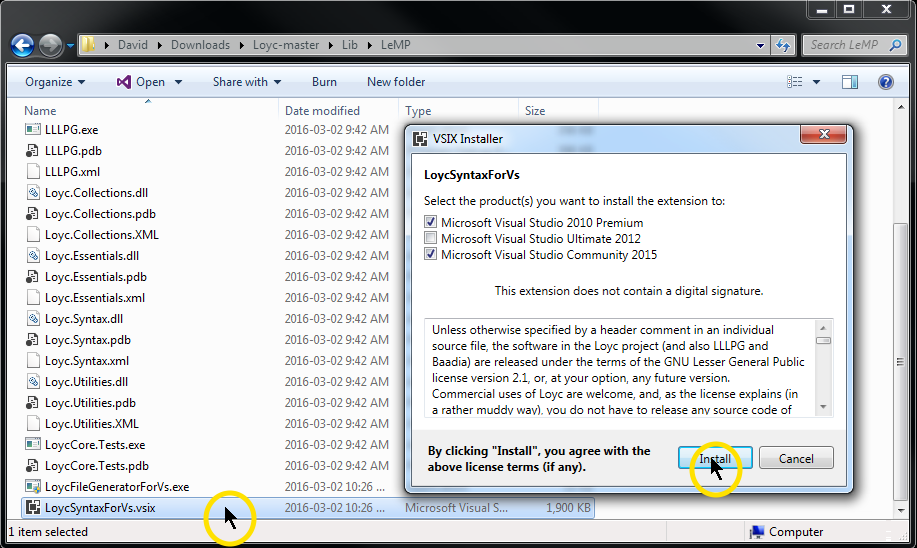 David ▸ Downloads ▸ Loyc-master ▸ Lib ▸ LeMP
Search LeMP
Organize Open Share with Burn New folder
Name Date modified Type Size
LLLPG.exe 2016-03-02 9:42 AM
LLLPG.pdb 2016-03-02 9:42 AM
LLLPG.xml 2016-03-02 9:42 AM
Loyc.Collections.dll 2016-03-02 9:42 AM
Loyc.Collections.pdb 2016-03-02 9:42 AM
Loyc.Collections.XML 2016-03-02 9:42 AM
Loyc.Essentials.dll 2016-03-02 9:42 AM
Loyc.Essentials.pdb 2016-03-02 9:42 AM
Loyc.Essentials.xml 2016-03-02 9:42 AM
Loyc.Syntax.dll 2016-03-02 9:42 AM
Loyc.Syntax.pdb 2016-03-02 9:42 AM
Loyc.Syntax.xml 2016-03-02 9:42 AM
Loyc.Utilities.dll 2016-03-02 9:42 AM
Loyc.Utilities.pdb 2016-03-02 9:42 AM
Loyc.Utilities.XML 2016-03-02 9:42 AM
LoycCore.Tests.exe 2016-03-02 9:42 AM
LoycCore.Tests.pdb 2016-03-02 9:42 AM
LoycFileGeneratorForVs.exe 2016-03-02 10:26 ...
LoycSyntaxForVs.vsix 2016-03-02 10:26 ... Microsoft Visual S... 1,900 KB
1 item selected
Computer
VSIX Installer
LoycSyntaxForVs
Select the product(s) you want to install the extension to:
Microsoft Visual Studio 2010 Premium
Microsoft Visual Studio Ultimate 2012
Microsoft Visual Studio Community 2015
This extension does not contain a digital signature.
Unless otherwise specified by a header comment in an individual
source file, the software in the Loyc project (and also LLLPG and
Baadia) are released under the terms of the GNU Lesser General Public
license version 2.1, or, at your option, any future version.
Commercial uses of Loyc are welcome, and, as the license explains (in
a rather muddy way), you do not have to release any source code of
By clicking "Install", you agree with the
above license terms (if any).
Install Cancel